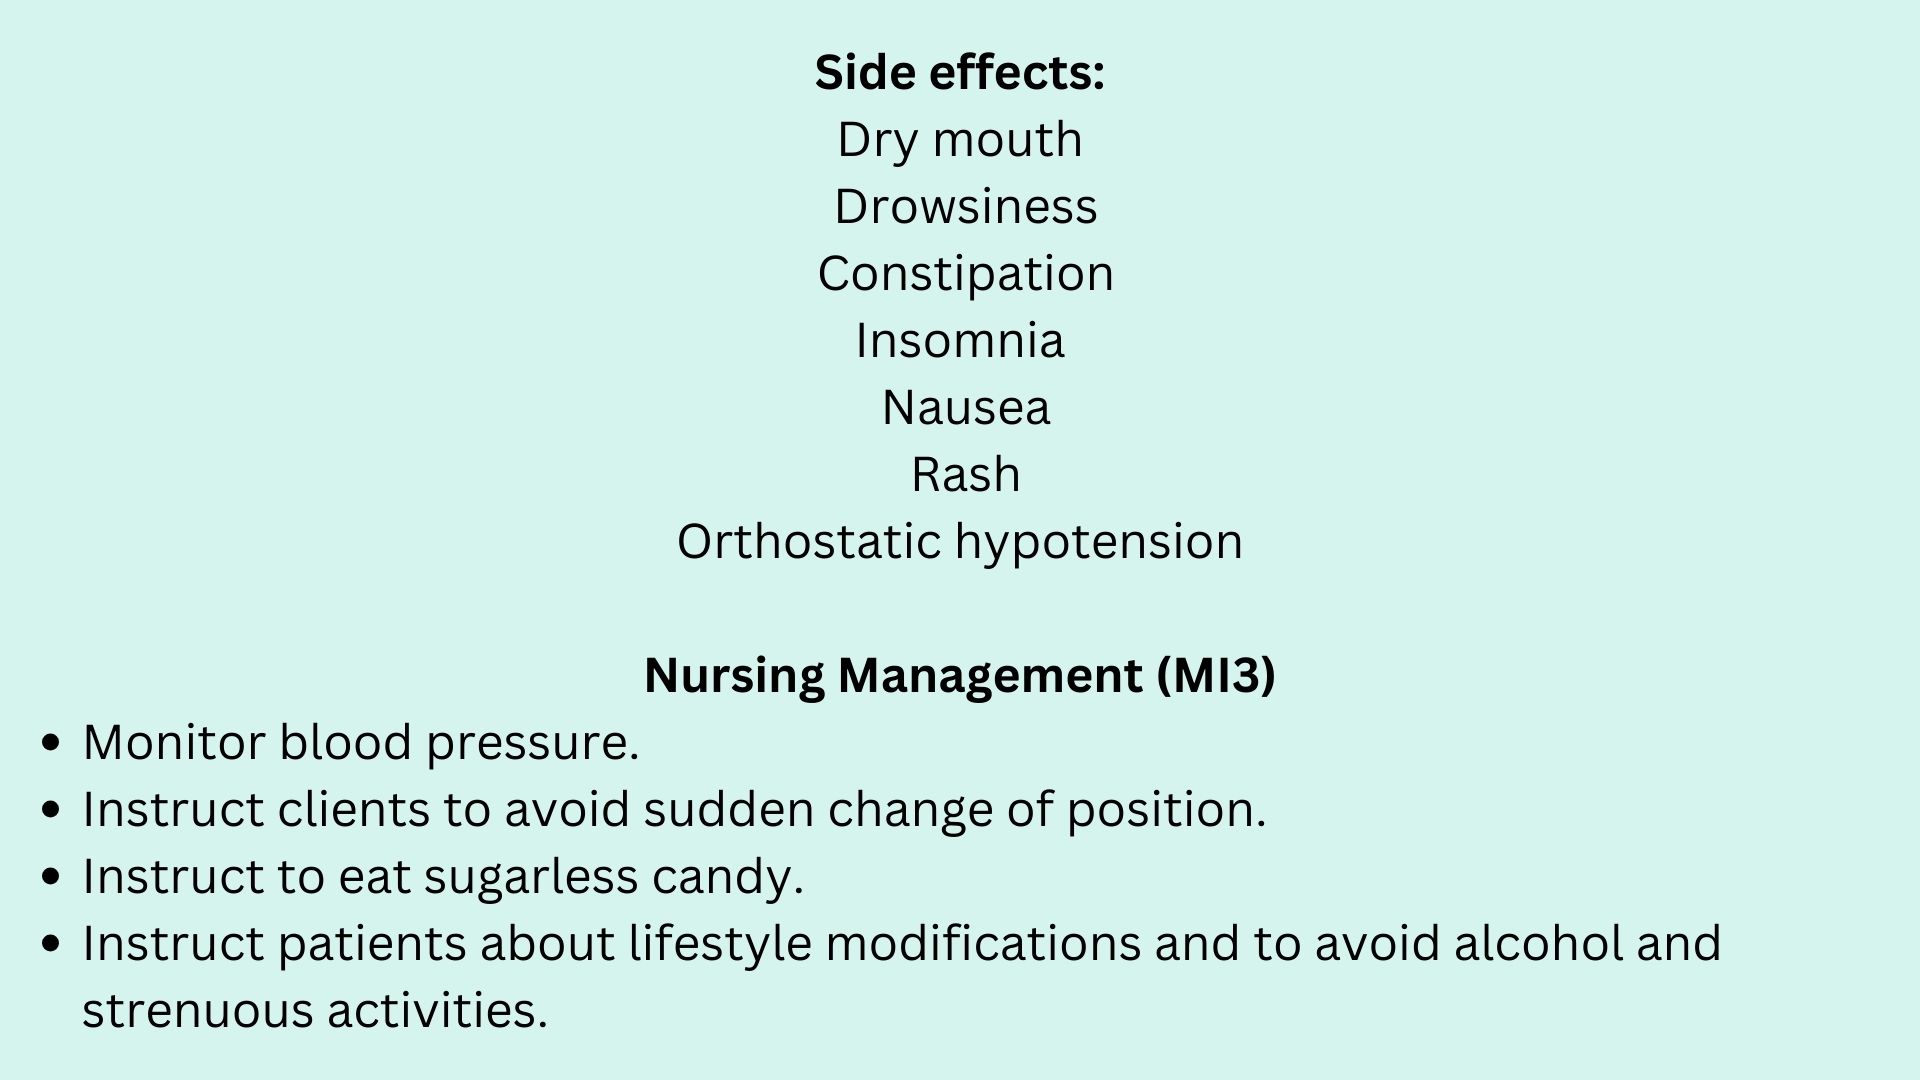 Side effects:
Dry mouth
Drowsiness
Constipation
Insomnia
Nausea
Rash
Orthostatic hypotension
Nursing Management (MI3)
• Monitor blood pressure.
• Instruct clients to avoid sudden change of position.
• Instruct to eat sugarless candy.
• Instruct patients about lifestyle modifications and to avoid alcohol and
strenuous activities.